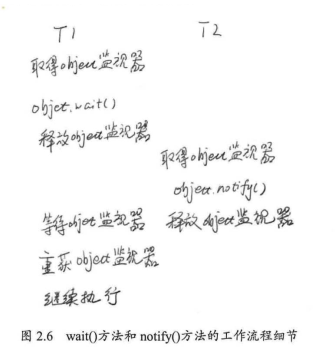 T1 T2
取得object监视器
object.wait()
释放object监视器
取得object监视器
object.notify()
等待object监视器 释放object监视器
重获object监视器
继续执行
图 2.6 wait()方法和 notify()方法的工作流程细节